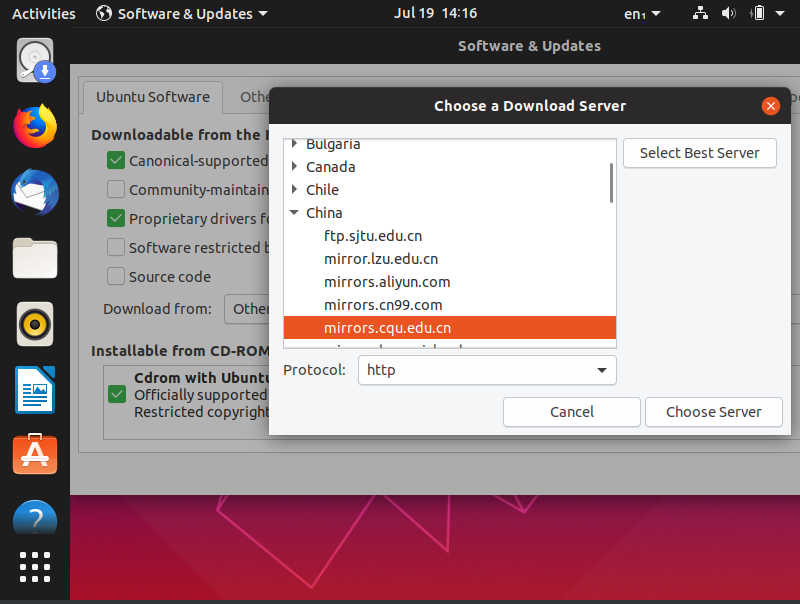 Activities
Software & Updates
Jul 19 14:16
en₁
Software & Updates
Ubuntu Software
Othe
Downloadable from the I
Canonical-supported
Community-maintain
Proprietary drivers fo
Software restricted b
Source code
Download from:
Other
Installable from CD-ROM
Cdrom with Ubuntu
Officially supported
Restricted copyright
Choose a Download Server
Bulgaria
Canada
Chile
China
ftp.sjtu.edu.cn
mirror.lzu.edu.cn
mirrors.aliyun.com
mirrors.cn99.com
mirrors.cqu.edu.cn
Select Best Server
Protocol:
http
Cancel
Choose Server